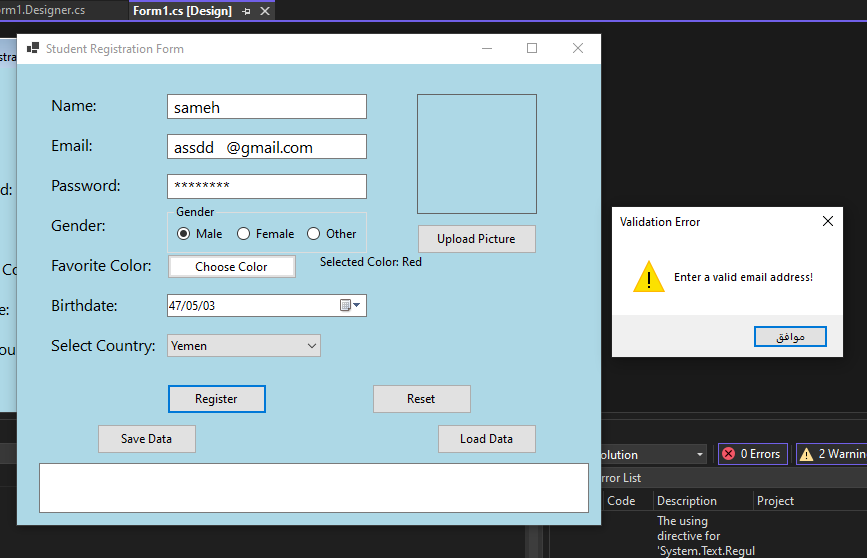 rm1.Designer.cs
Form1.cs [Design]
Student Registration Form
Name:
sameh
Email:
assdd   @gmail.com
Password:
********
Gender:
Gender
Male
Female
Other
Upload Picture
Favorite Color:
Choose Color
Selected Color: Red
Birthdate:
47/05/03
Select Country:
Yemen
Register
Reset
Save Data
Load Data
Validation Error
Enter a valid email address!
موافق
olution
0 Errors
2 Warnin
ror List
Code
Description
Project
The using
directive for
'System.Text.Regul